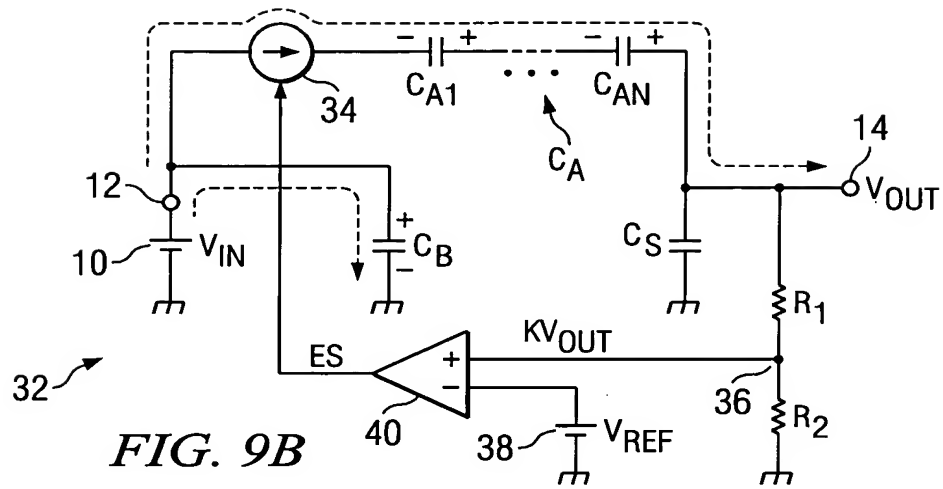 34
− + − +
C_A1 C_AN
C_A
14
V_OUT
12
10 V_IN
+
C_B
−
C_S
R_1
KV_OUT
ES
+
−
36
R_2
32
40
38
V_REF
FIG. 9B